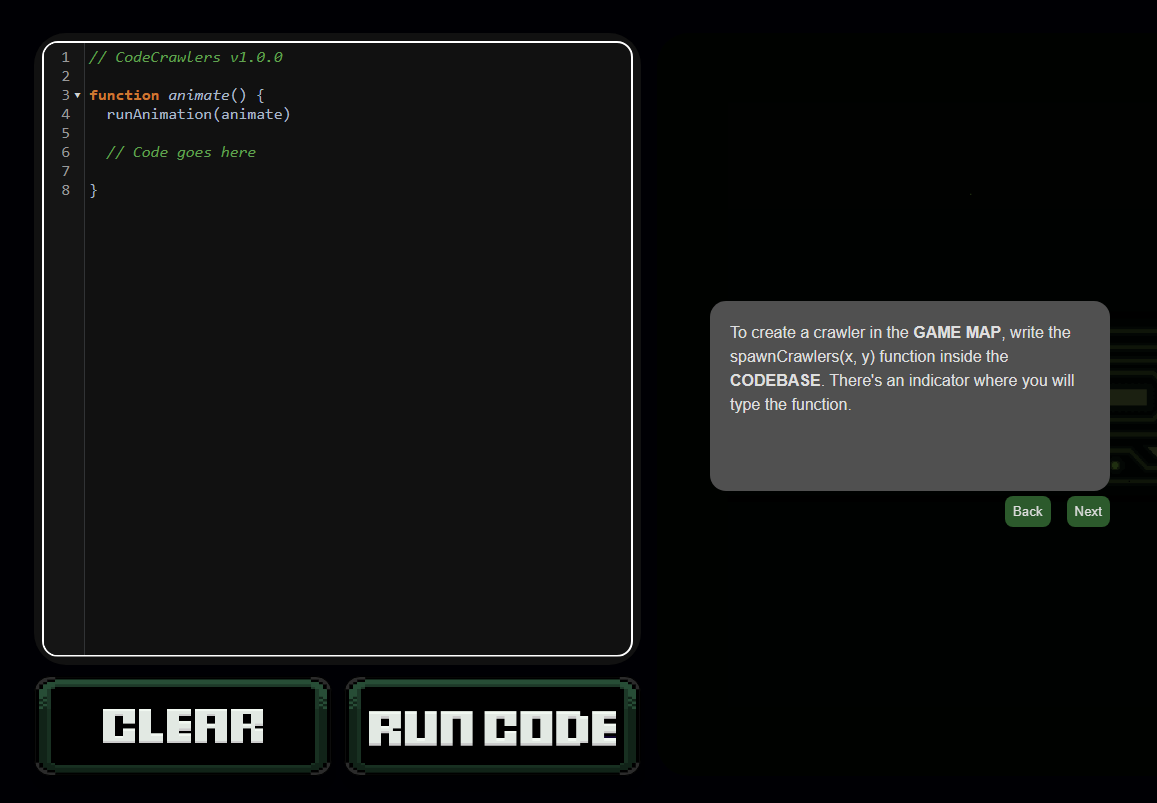 1 // CodeCrawlers v1.0.0
2
3 function animate() {
4 runAnimation(animate)
5
6 // Code goes here
7
8 }
To create a crawler in the GAME MAP, write the
spawnCrawlers(x, y) function inside the
CODEBASE. There's an indicator where you will
type the function.
Back Next
CLEAR RUN CODE